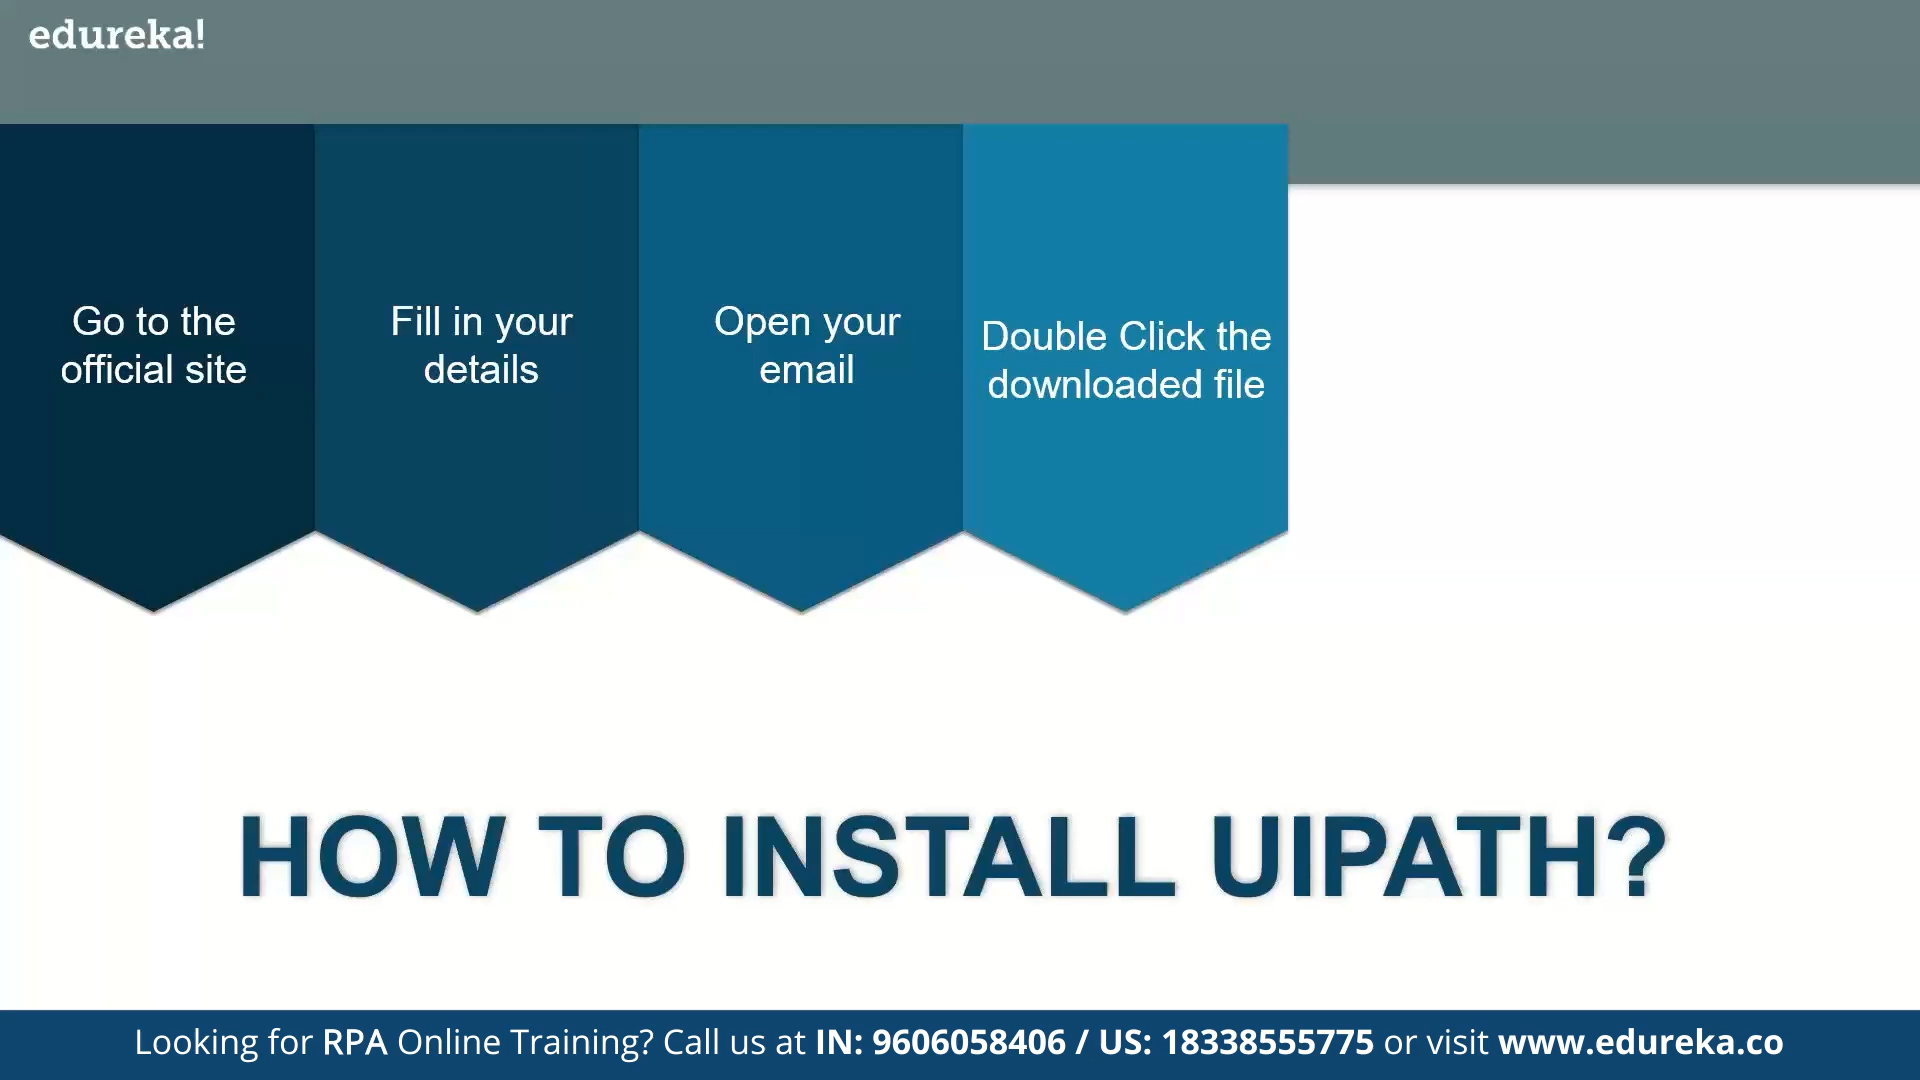 edureka!
Go to the
official site
Fill in your
details
Open your
email
Double Click the
downloaded file
HOW TO INSTALL UIPATH?
Looking for RPA Online Training? Call us at IN: 9606058406 / US: 18338555775 or visit www.edureka.co